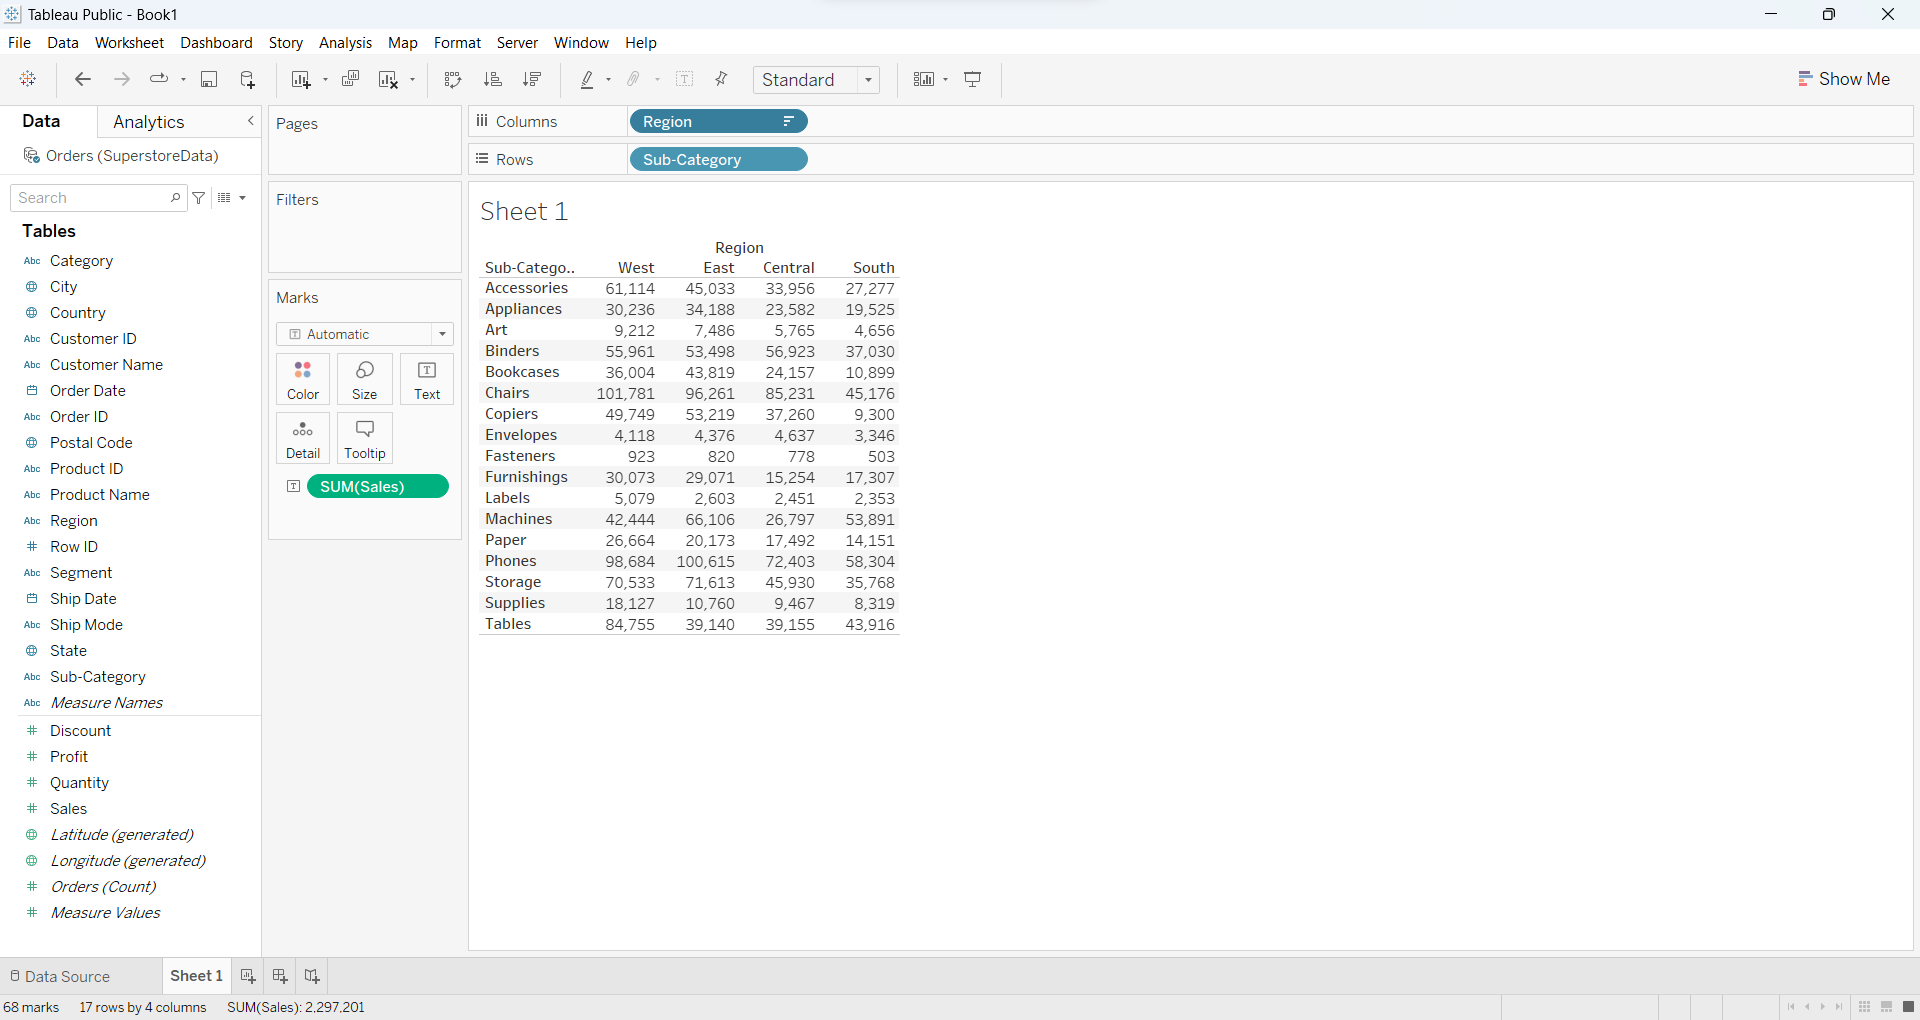 Tableau Public - Book1
File Data Worksheet Dashboard Story Analysis Map Format Server Window Help
Standard
Show Me
Data Analytics
Orders (SuperstoreData)
Search
Tables
Abc Category
City
Country
Abc Customer ID
Abc Customer Name
Order Date
Abc Order ID
Postal Code
Abc Product ID
Abc Product Name
Abc Region
# Row ID
Abc Segment
Ship Date
Abc Ship Mode
State
Abc Sub-Category
Abc Measure Names
# Discount
# Profit
# Quantity
# Sales
Latitude (generated)
Longitude (generated)
# Orders (Count)
# Measure Values
Pages
Filters
Marks
T Automatic
Color Size T Text
Detail Tooltip
T SUM(Sales)
Columns Region
Rows Sub-Category
Sheet 1
Region
Sub-Catego.. West East Central South
Accessories 61,114 45,033 33,956 27,277
Appliances 30,236 34,188 23,582 19,525
Art 9,212 7,486 5,765 4,656
Binders 55,961 53,498 56,923 37,030
Bookcases 36,004 43,819 24,157 10,899
Chairs 101,781 96,261 85,231 45,176
Copiers 49,749 53,219 37,260 9,300
Envelopes 4,118 4,376 4,637 3,346
Fasteners 923 820 778 503
Furnishings 30,073 29,071 15,254 17,307
Labels 5,079 2,603 2,451 2,353
Machines 42,444 66,106 26,797 53,891
Paper 26,664 20,173 17,492 14,151
Phones 98,684 100,615 72,403 58,304
Storage 70,533 71,613 45,930 35,768
Supplies 18,127 10,760 9,467 8,319
Tables 84,755 39,140 39,155 43,916
Data Source Sheet 1
68 marks 17 rows by 4 columns SUM(Sales): 2,297,201